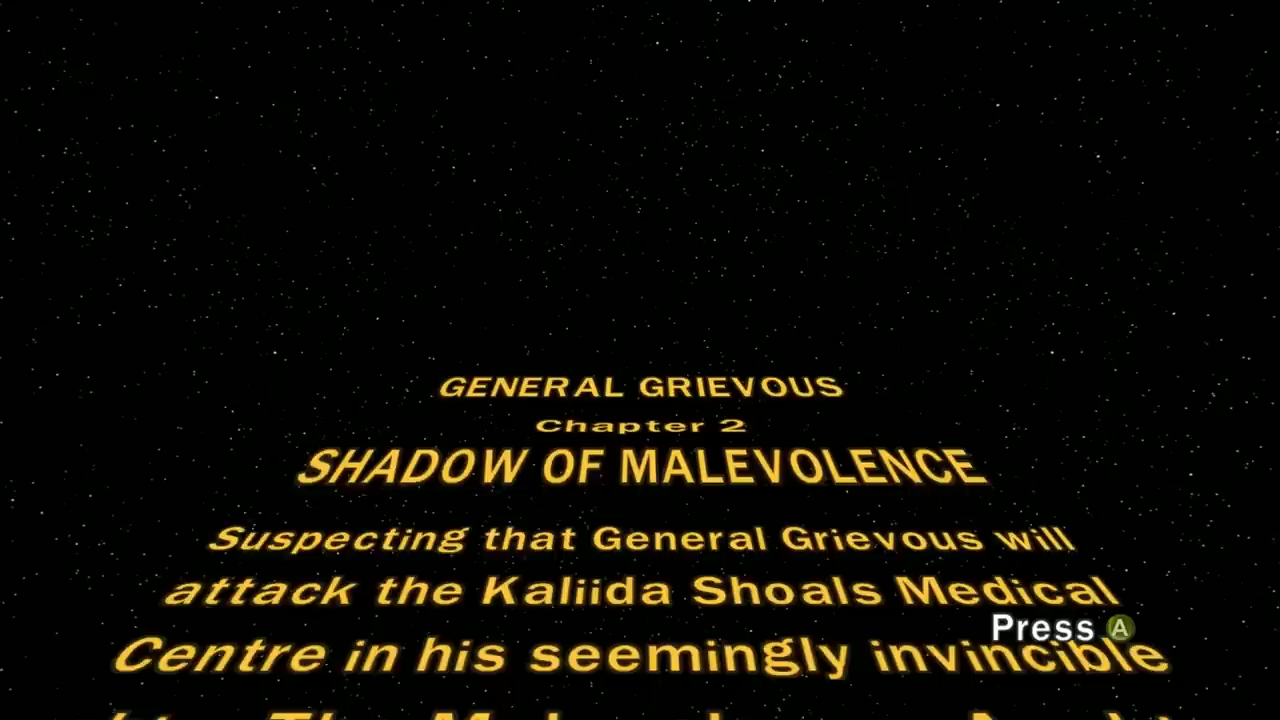 GENERAL GRIEVOUS
Chapter 2
SHADOW OF MALEVOLENCE
Suspecting that General Grievous will
attack the Kaliida Shoals Medical
Press A
Centre in his seemingly invincible